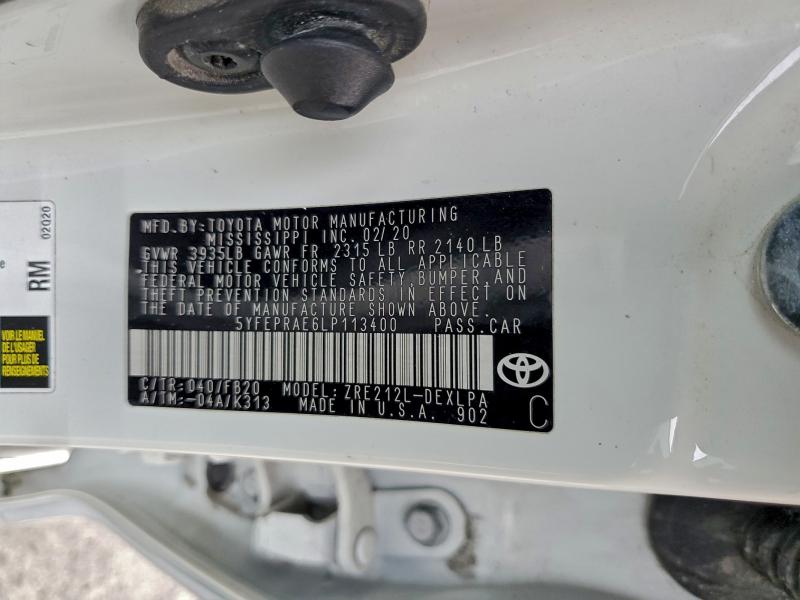 MFD.BY:TOYOTA MOTOR MANUFACTURING
MISSISSIPPI INC. 02/20
GVWR 3935LB GAWR FR 2315 LB RR 2140 LB
THIS VEHICLE CONFORMS TO ALL APPLICABLE
FEDERAL MOTOR VEHICLE SAFETY,BUMPER,AND
THEFT PREVENTION STANDARDS IN EFFECT ON
THE DATE OF MANUFACTURE SHOWN ABOVE.
5YFEPRAE6LP113400 PASS.CAR
C/TR: 040/FB20 MODEL: ZRE212L-DEXLPA
A/TM:-04A/K313 MADE IN U.S.A. 902
C
RM
02020
VOIR LE MANUEL
DE L'USAGER
POUR PLUS DE
RENSEIGNEMENTS